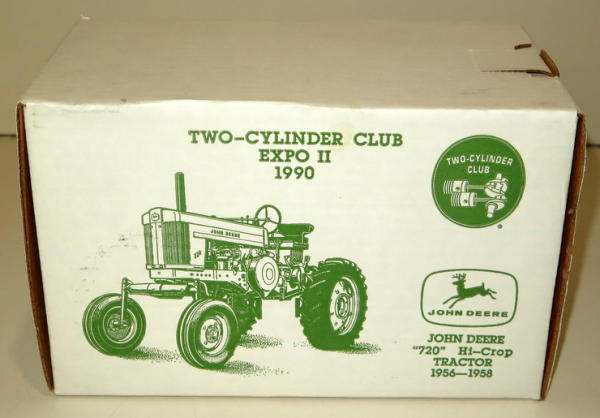 TWO-CYLINDER CLUB
EXPO II
1990
TWO-CYLINDER
CLUB
®
JOHN DEERE
720
JOHN DEERE
JOHN DEERE
"720" Hi-Crop
TRACTOR
1956—1958